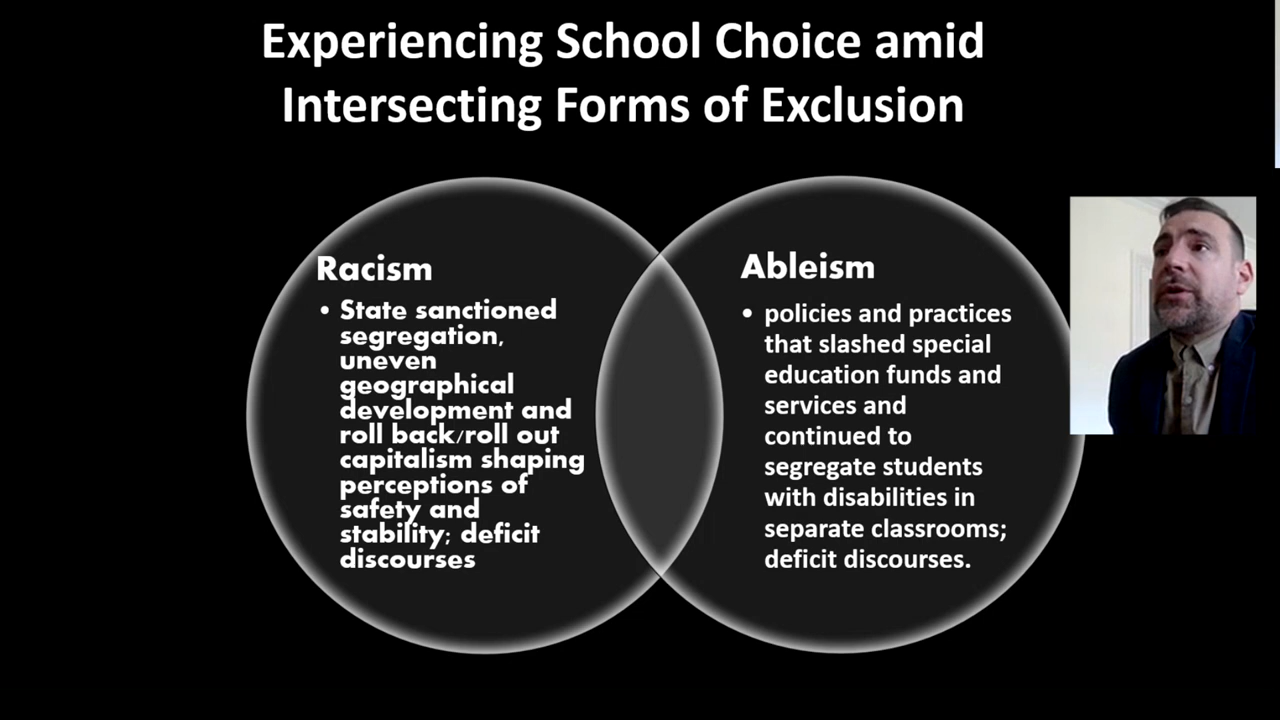 Experiencing School Choice amid
Intersecting Forms of Exclusion
Racism
• State sanctioned
segregation,
uneven
geographical
development and
roll back/roll out
capitalism shaping
perceptions of
safety and
stability; deficit
discourses
Ableism
• policies and practices
that slashed special
education funds and
services and
continued to
segregate students
with disabilities in
separate classrooms;
deficit discourses.